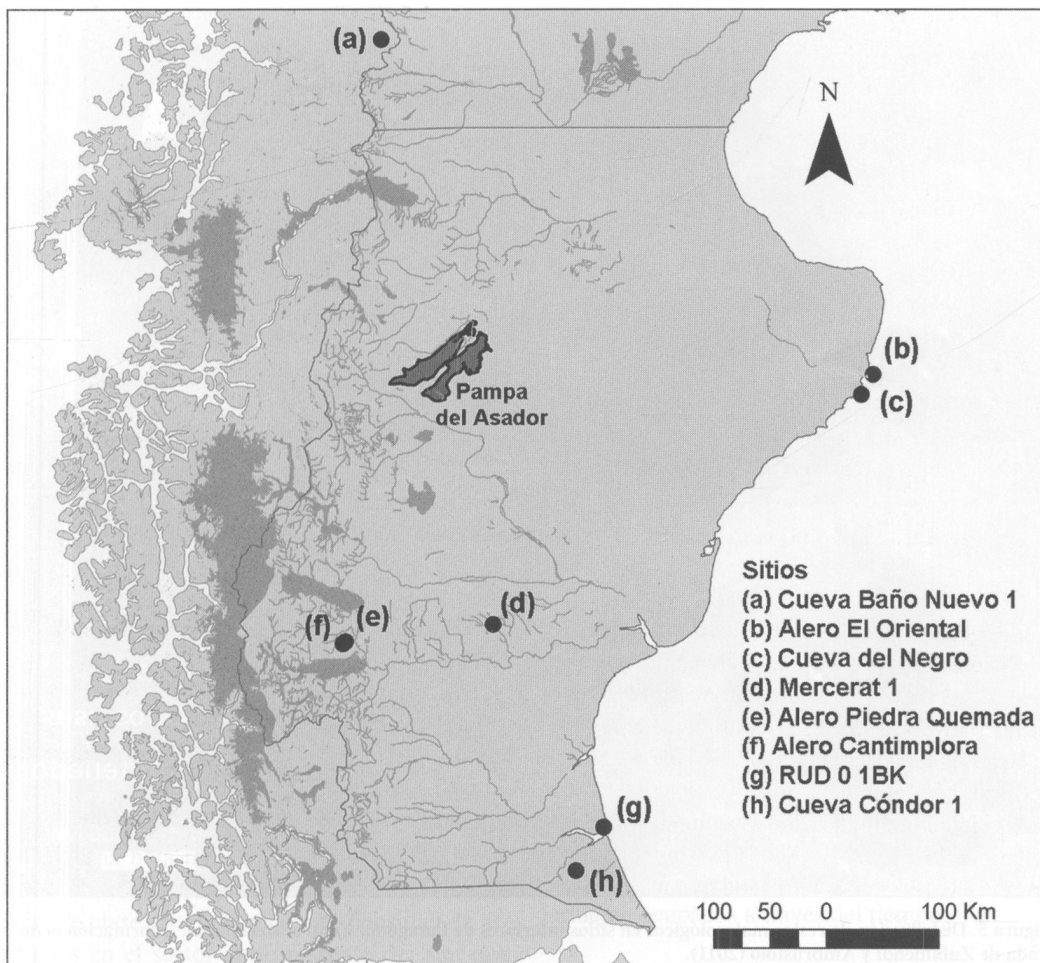 (a)
N
Pampa
del Asador
(b)
(c)
Sitios
(a) Cueva Baño Nuevo 1
(b) Alero El Oriental
(c) Cueva del Negro
(d) Mercerat 1
(e) Alero Piedra Quemada
(f) Alero Cantimplora
(g) RUD 0 1BK
(h) Cueva Cóndor 1
(d)
(f) (e)
(g)
(h)
100 50 0 100 Km